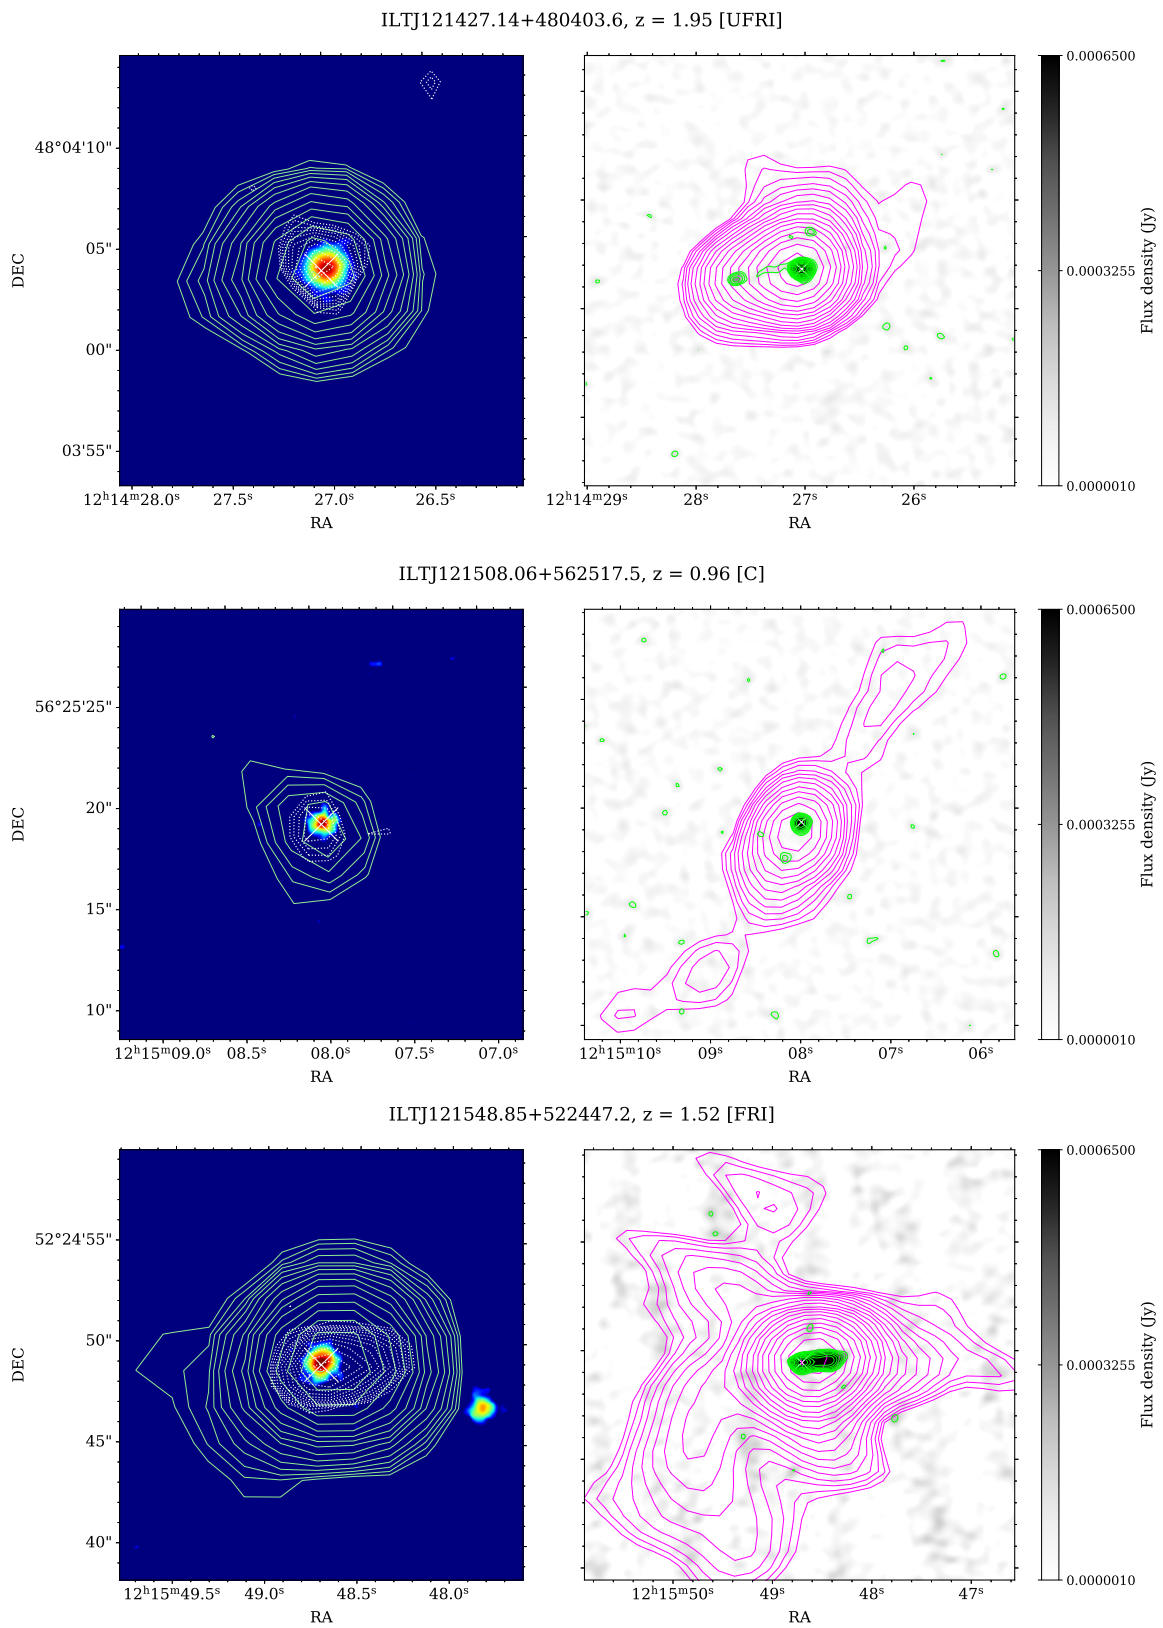 ILTJ121427.14+480403.6, z = 1.95 [UFRI]
48°04'10"
05"
00"
03'55"
DEC
12ʰ14ᵐ28.0ˢ 27.5ˢ 27.0ˢ 26.5ˢ
RA
12ʰ14ᵐ29ˢ 28ˢ 27ˢ 26ˢ
RA
0.0006500
0.0003255
0.0000010
Flux density (Jy)
ILTJ121508.06+562517.5, z = 0.96 [C]
56°25'25"
20"
15"
10"
DEC
12ʰ15ᵐ09.0ˢ 08.5ˢ 08.0ˢ 07.5ˢ 07.0ˢ
RA
12ʰ15ᵐ10ˢ 09ˢ 08ˢ 07ˢ 06ˢ
RA
0.0006500
0.0003255
0.0000010
Flux density (Jy)
ILTJ121548.85+522447.2, z = 1.52 [FRI]
52°24'55"
50"
45"
40"
DEC
12ʰ15ᵐ49.5ˢ 49.0ˢ 48.5ˢ 48.0ˢ
RA
12ʰ15ᵐ50ˢ 49ˢ 48ˢ 47ˢ
RA
0.0006500
0.0003255
0.0000010
Flux density (Jy)